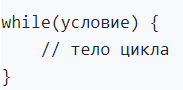 while(условие) {
    // тело цикла
}